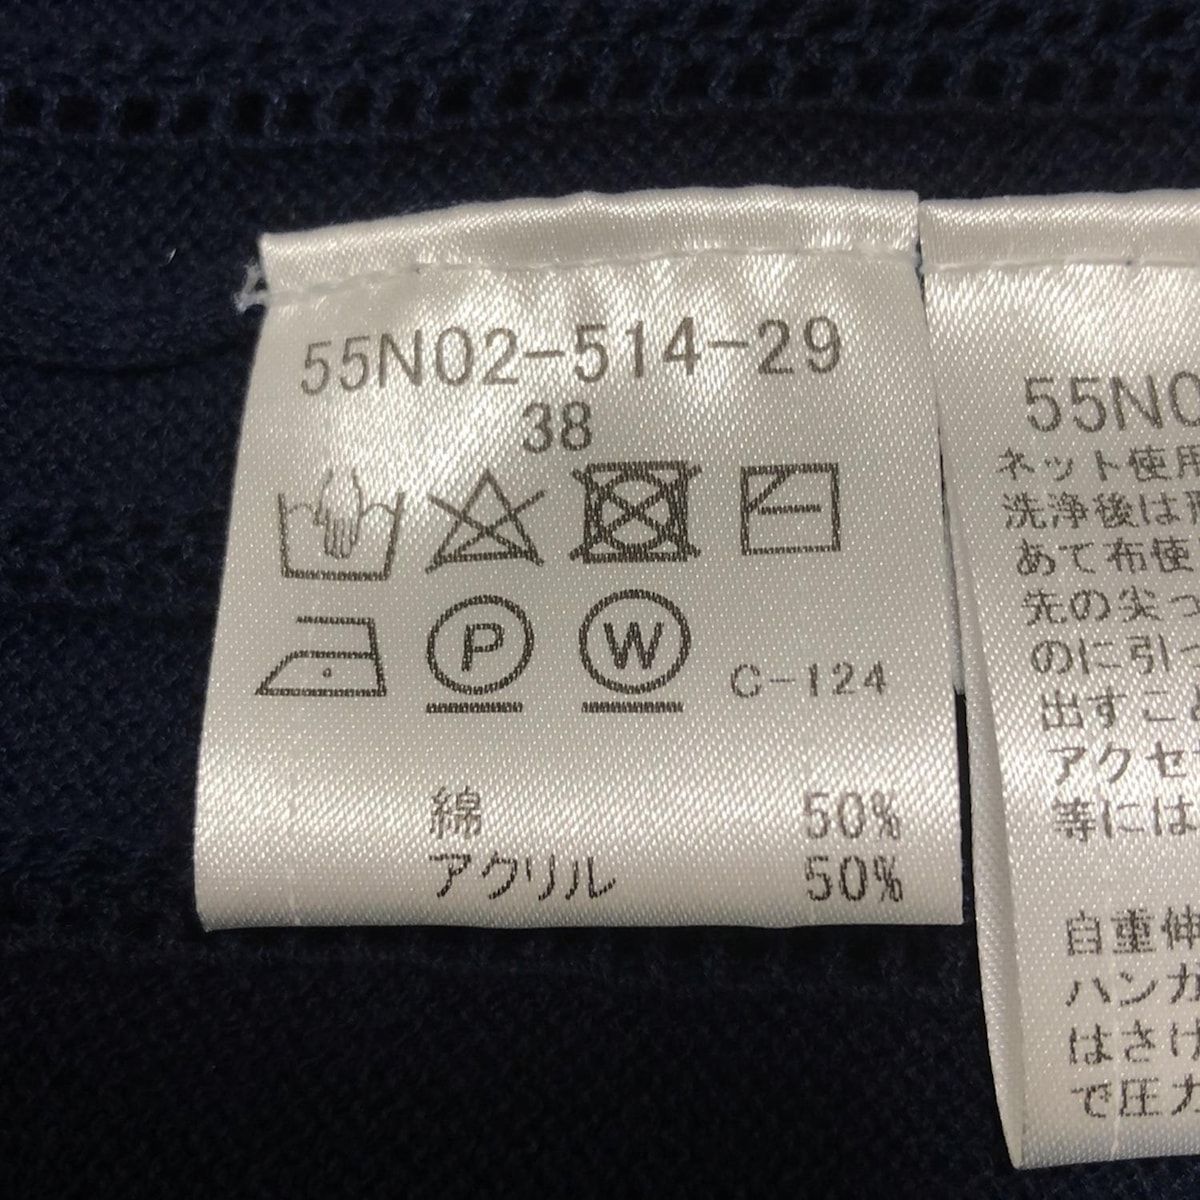 55N02-514-29
38
P
W
C-124
綿 50%
アクリル 50%
55N0
ネット使用
洗浄後は
あて布使
先の尖っ
のに引っ
出すこ
アクセ
等には
自重伸
ハンガ
はさけ
で圧力